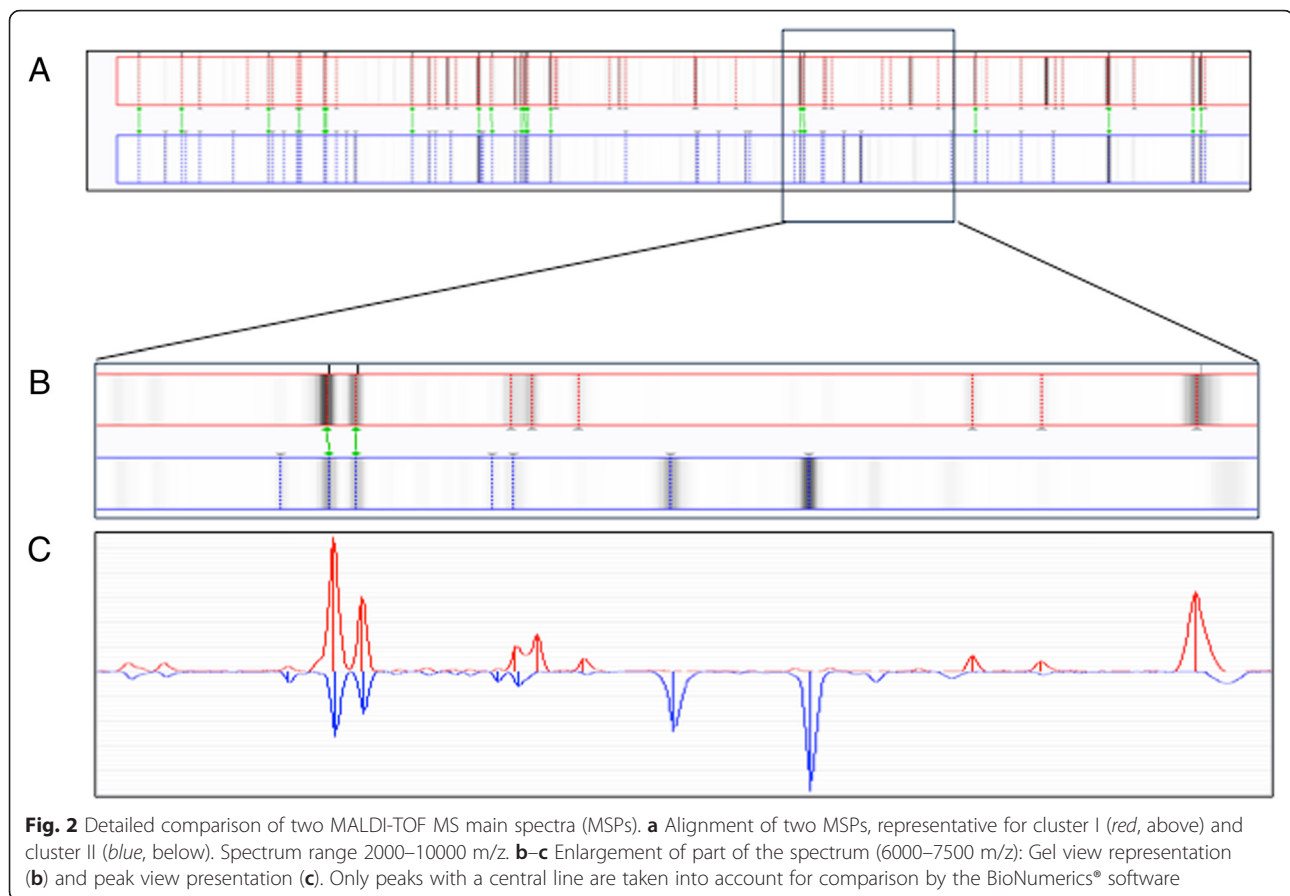 A
B
C
Fig. 2 Detailed comparison of two MALDI-TOF MS main spectra (MSPs). a Alignment of two MSPs, representative for cluster I (red, above) and
cluster II (blue, below). Spectrum range 2000–10000 m/z. b–c Enlargement of part of the spectrum (6000–7500 m/z): Gel view representation
(b) and peak view presentation (c). Only peaks with a central line are taken into account for comparison by the BioNumerics® software